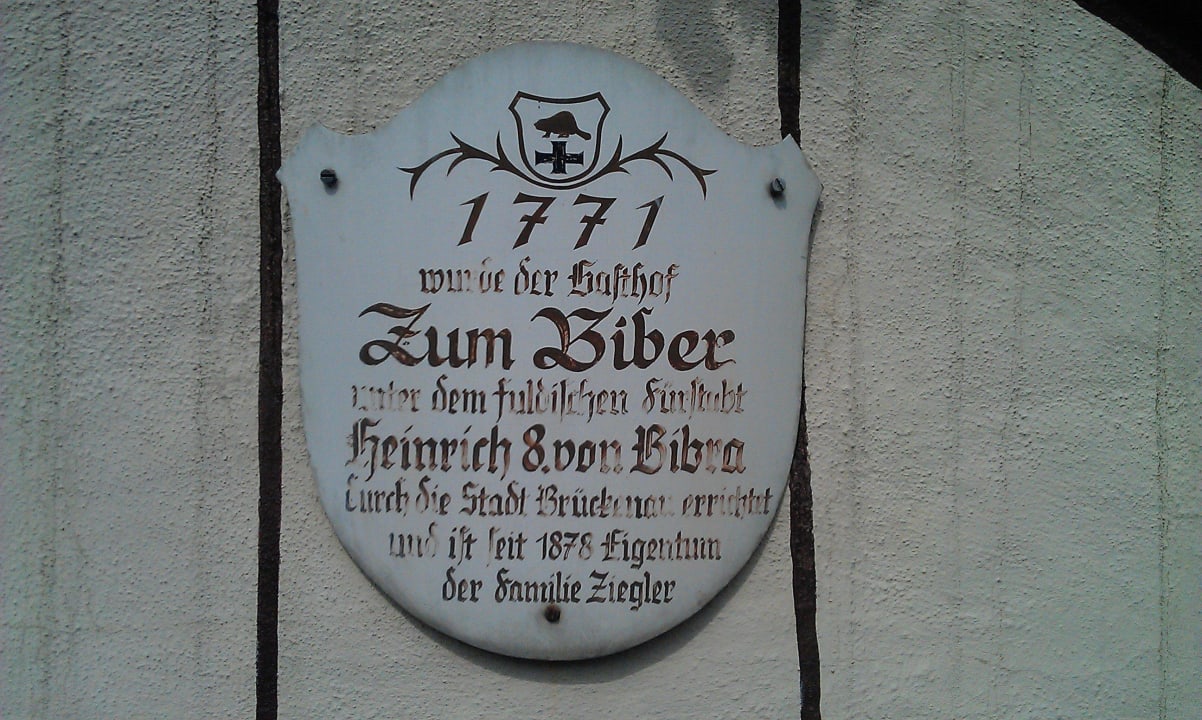 1771
wurde der Gasthof
Zum Biber
unter dem fuldischen Fürstabt
Heinrich 8. von Bibra
durch die Stadt Brückenau errichtet
und ist seit 1878 Eigentum
der Familie Ziegler